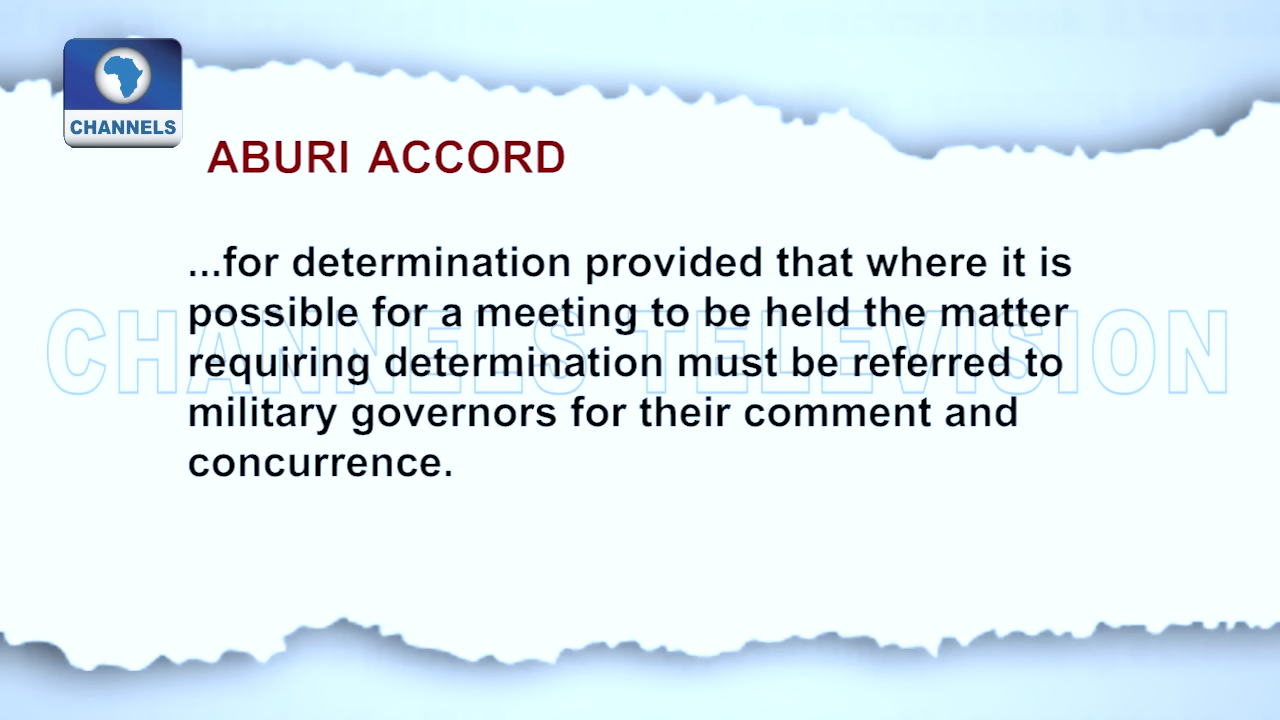 CHANNELS
ABURI ACCORD
...for determination provided that where it is
possible for a meeting to be held the matter
requiring determination must be referred to
military governors for their comment and
concurrence.
CHANNELS TELEVISION